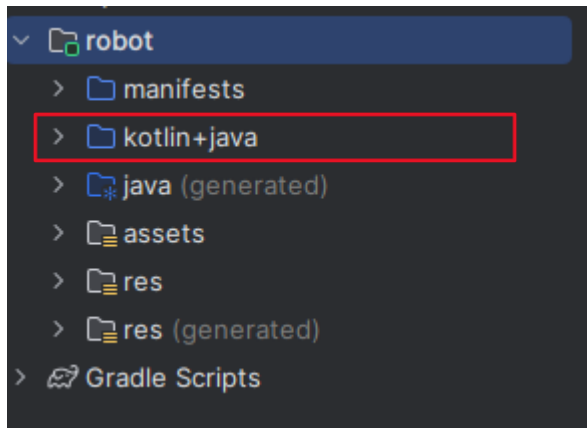 robot
manifests
kotlin+java
java (generated)
assets
res
res (generated)
Gradle Scripts